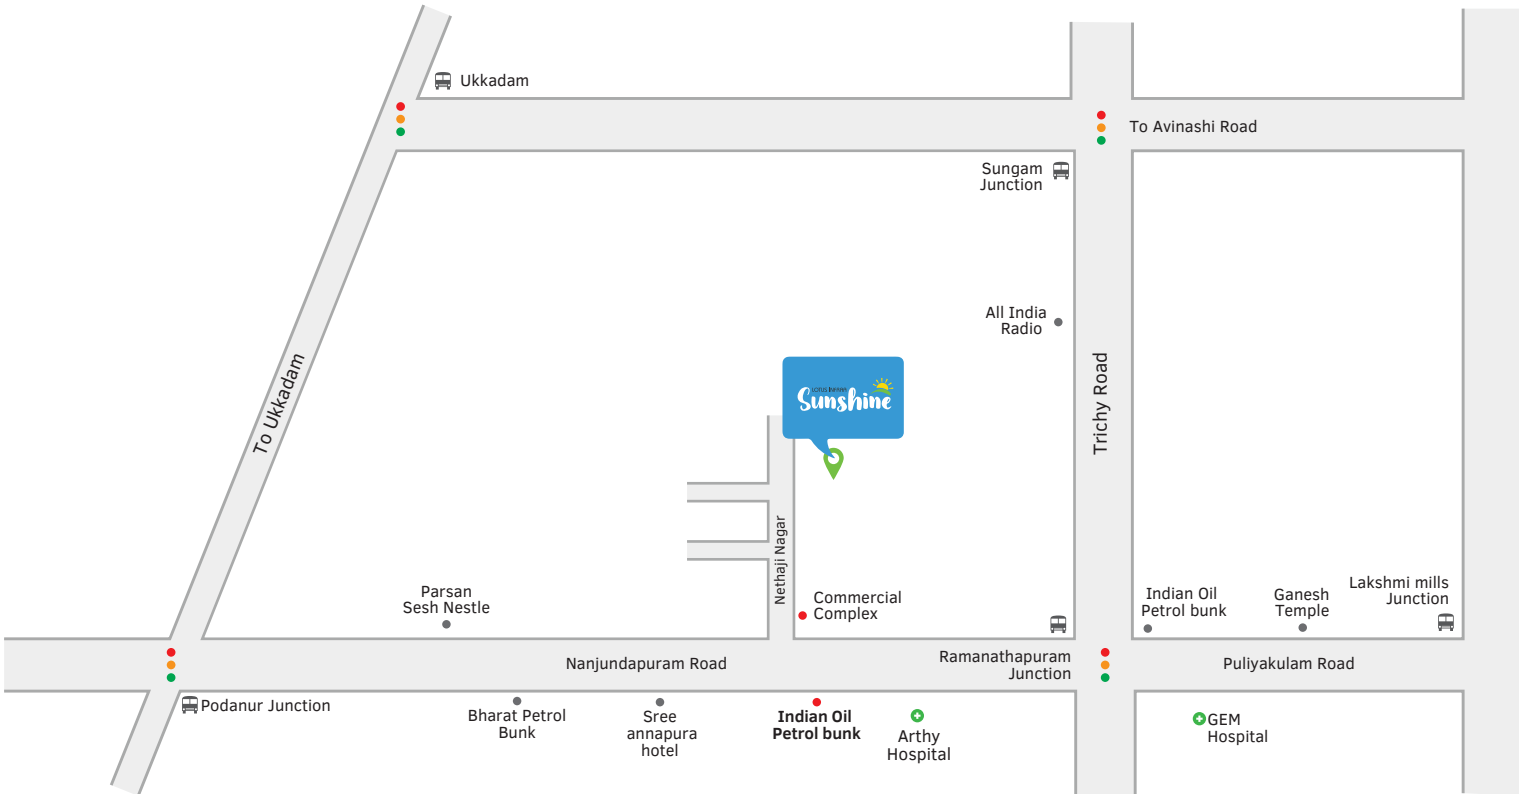 Ukkadam
To Avinashi Road
Sungam
Junction
All India
Radio
To Ukkadam
LOTUS INFRA'S
Sunshine
Trichy Road
Nethaji Nagar
Parsan
Sesh Nestle
Commercial
Complex
Indian Oil
Petrol bunk
Ganesh
Temple
Lakshmi mills
Junction
Nanjundapuram Road
Ramanathapuram
Junction
Puliyakulam Road
Podanur Junction
Bharat Petrol
Bunk
Sree
annapura
hotel
Indian Oil
Petrol bunk
Arthy
Hospital
GEM
Hospital